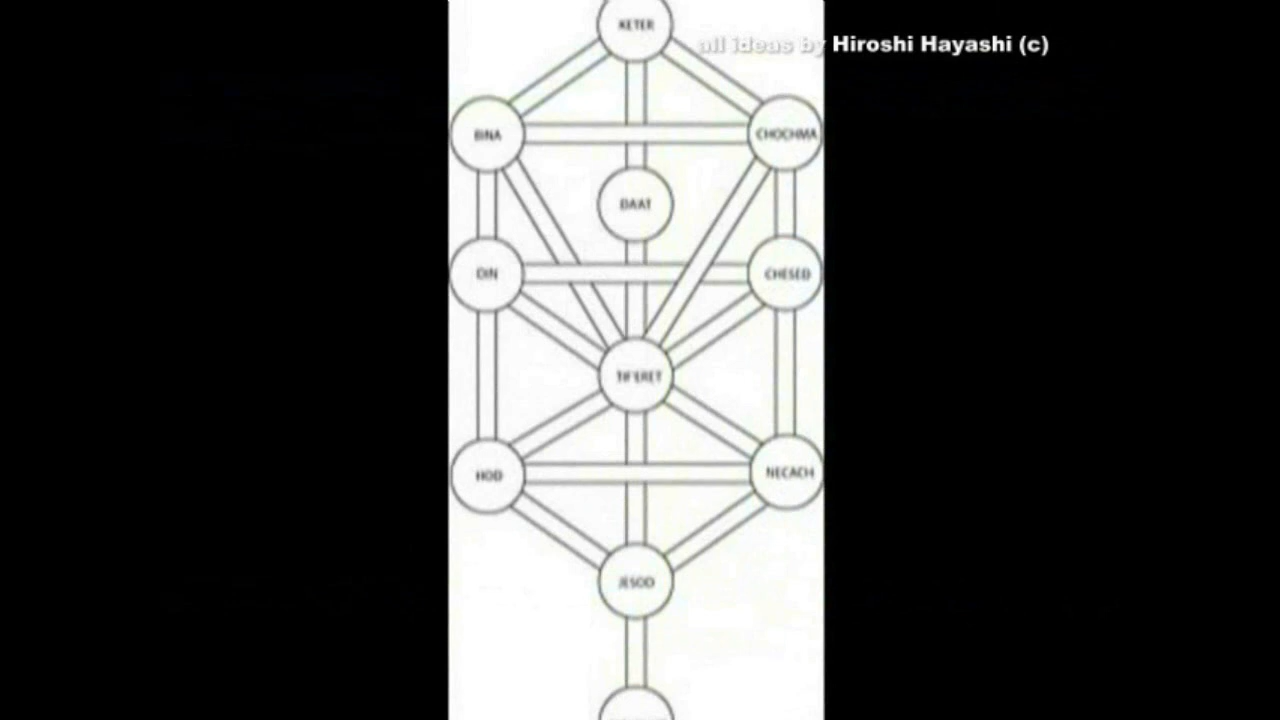 KETER
all ideas by Hiroshi Hayashi (c)
BINA
CHOCHMA
DAAT
DIN
CHESED
TIF'ERET
HOD
NECACH
JESOD